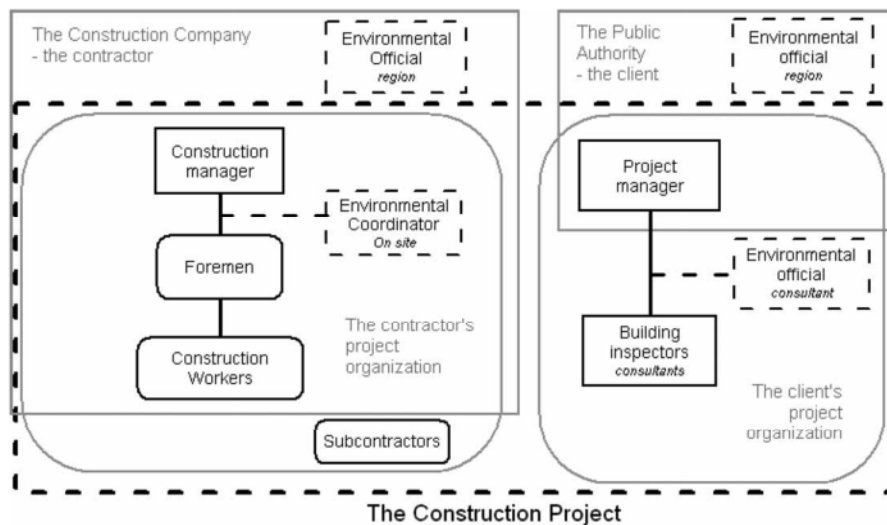 The Construction Company
- the contractor
Environmental
Official
region
The Public
Authority
- the client
Environmental
official
region
Construction
manager
Environmental
Coordinator
On site
Foremen
The contractor's
project
organization
Construction
Workers
Subcontractors
Project
manager
Environmental
official
consultant
Building
inspectors
consultants
The client's
project
organization
The Construction Project